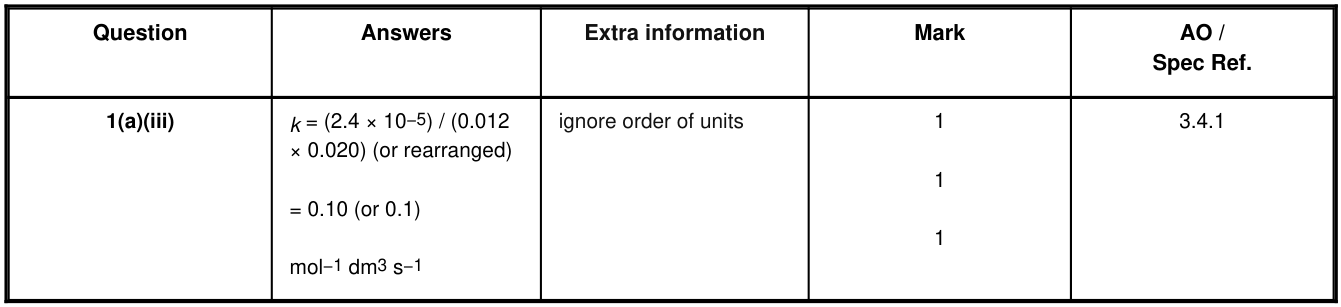 Question Answers Extra information Mark AO /
Spec Ref.
1(a)(iii) k = (2.4 × 10⁻⁵) / (0.012 ignore order of units 1 3.4.1
× 0.020) (or rearranged)
1
= 0.10 (or 0.1)
1
mol⁻¹ dm³ s⁻¹